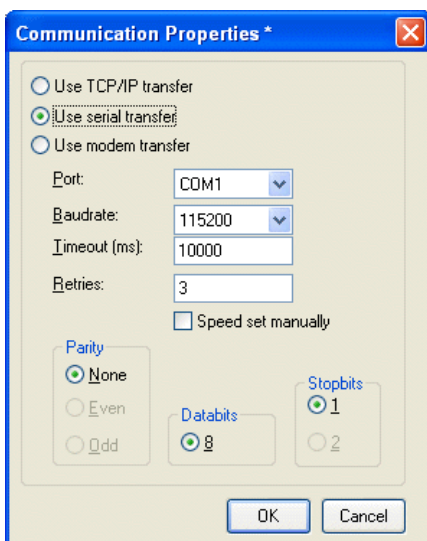 Communication Properties *
Use TCP/IP transfer
Use serial transfer
Use modem transfer
Port: COM1
Baudrate: 115200
Timeout (ms): 10000
Retries: 3
Speed set manually
Parity
None
Even
Odd
Databits
8
Stopbits
1
2
OK Cancel